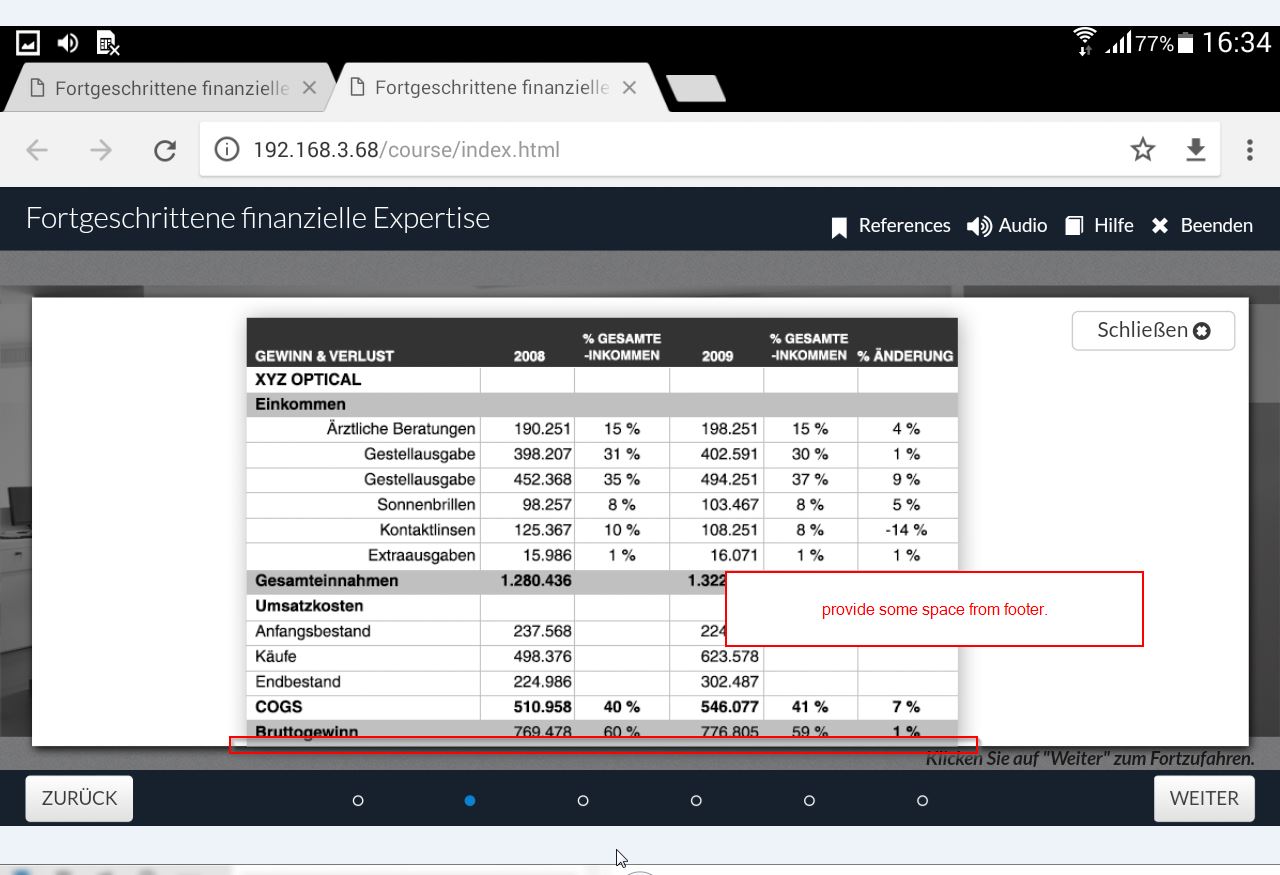 77% 16:34
Fortgeschrittene finanzielle Fortgeschrittene finanzielle
192.168.3.68/course/index.html
Fortgeschrittene finanzielle Expertise
References Audio Hilfe Beenden
Schließen
GEWINN & VERLUST 2008 % GESAMTE -INKOMMEN 2009 % GESAMTE -INKOMMEN % ÄNDERUNG
XYZ OPTICAL
Einkommen
Ärztliche Beratungen 190.251 15 % 198.251 15 % 4 %
Gestellausgabe 398.207 31 % 402.591 30 % 1 %
Gestellausgabe 452.368 35 % 494.251 37 % 9 %
Sonnenbrillen 98.257 8 % 103.467 8 % 5 %
Kontaktlinsen 125.367 10 % 108.251 8 % -14 %
Extraausgaben 15.986 1 % 16.071 1 % 1 %
Gesamteinnahmen 1.280.436 1.322
provide some space from footer.
Umsatzkosten
Anfangsbestand 237.568 224
Käufe 498.376 623.578
Endbestand 224.986 302.487
COGS 510.958 40 % 546.077 41 % 7 %
Bruttogewinn 769.478 60 % 776.805 59 % 1 %
Klicken Sie auf "Weiter" zum Fortzufahren.
ZURÜCK WEITER